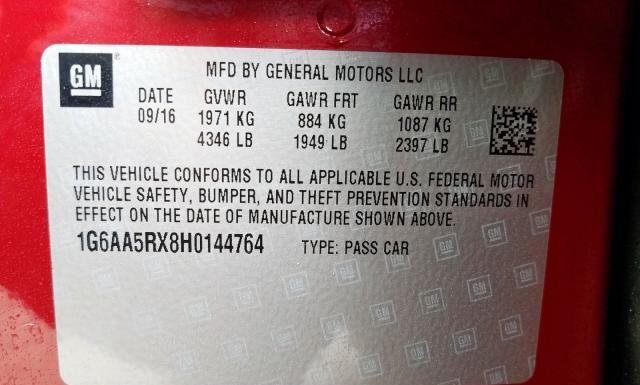 GM
MFD BY GENERAL MOTORS LLC
DATE GVWR GAWR FRT GAWR RR
09/16 1971 KG 884 KG 1087 KG
4346 LB 1949 LB 2397 LB
THIS VEHICLE CONFORMS TO ALL APPLICABLE U.S. FEDERAL MOTOR
VEHICLE SAFETY, BUMPER, AND THEFT PREVENTION STANDARDS IN
EFFECT ON THE DATE OF MANUFACTURE SHOWN ABOVE.
1G6AA5RX8H0144764 TYPE: PASS CAR